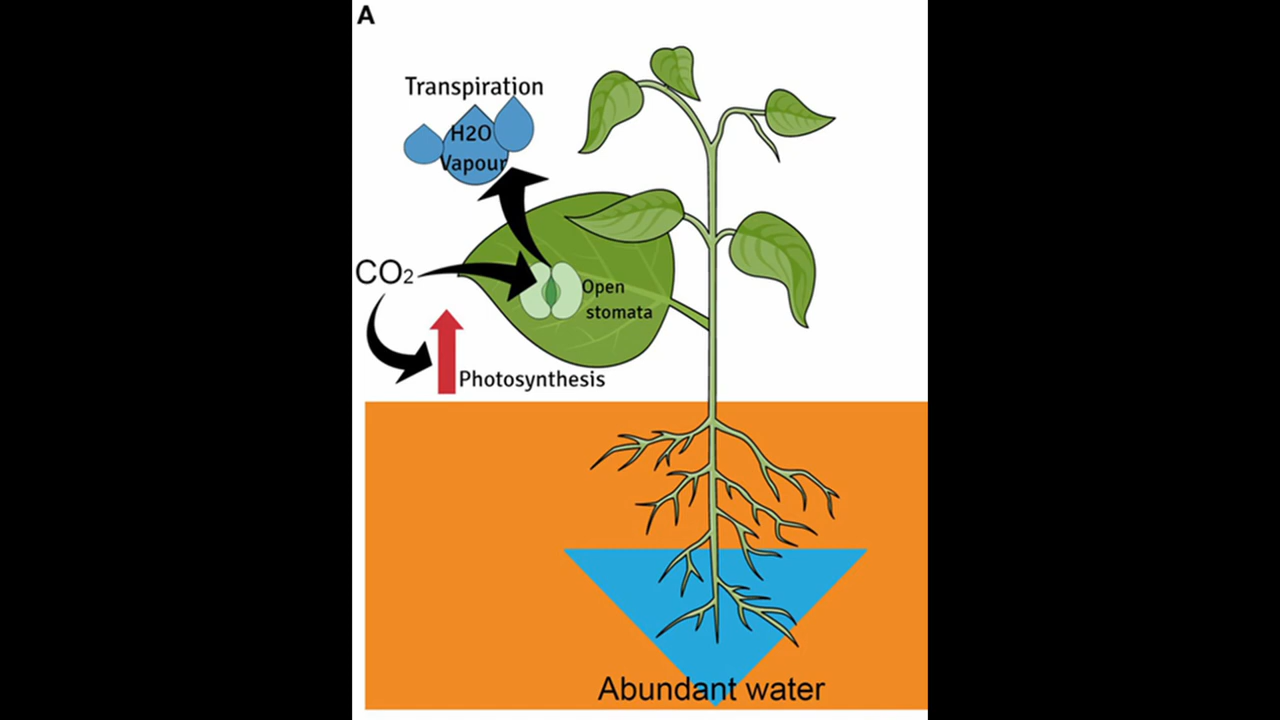 A
Transpiration
H2O
Vapour
CO₂
Open
stomata
Photosynthesis
Abundant water